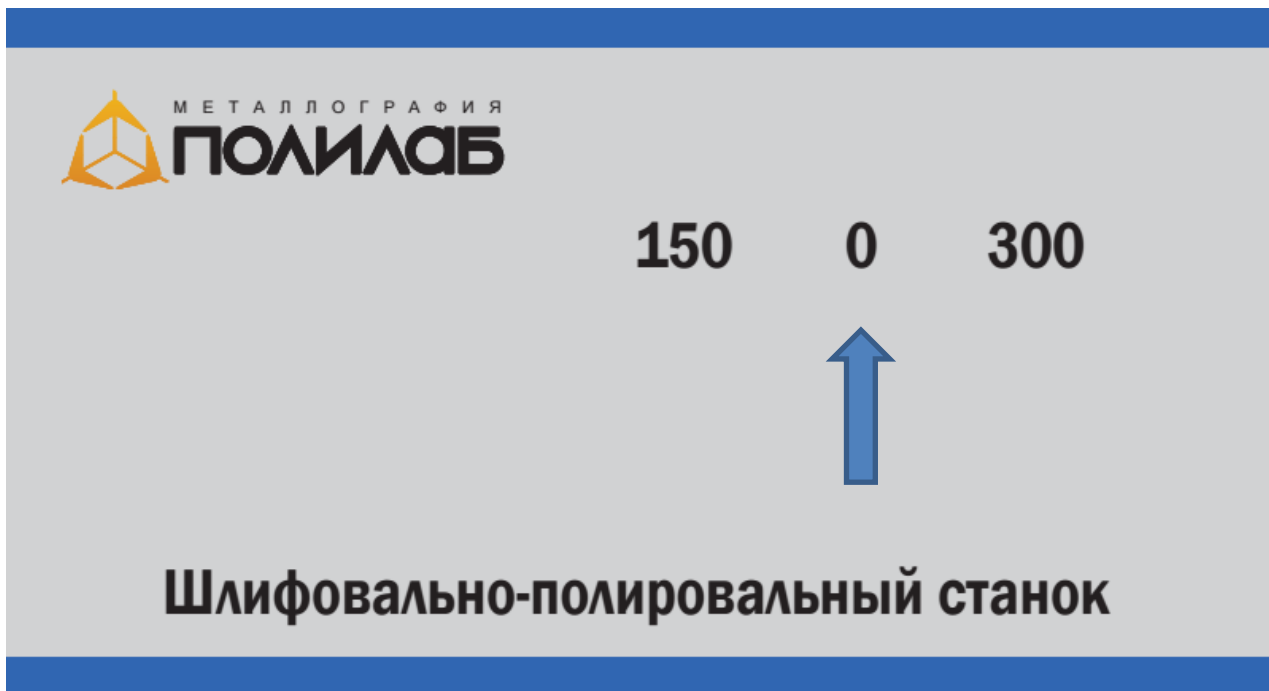 МЕТАЛЛОГРАФИЯ
ПОЛИЛАБ
150 0 300
Шлифовально-полировальный станок